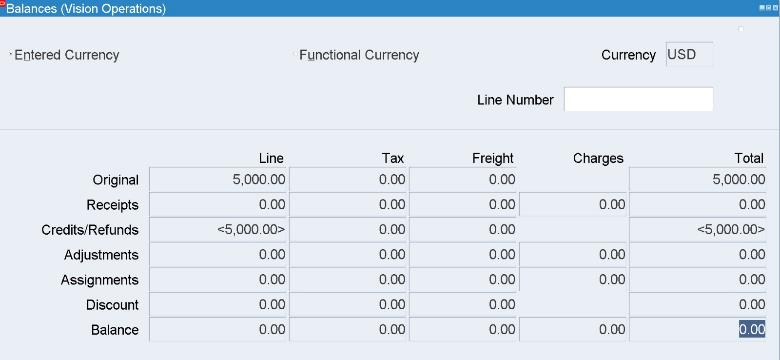 Balances (Vision Operations)
Entered Currency Functional Currency Currency USD
Line Number
Line Tax Freight Charges Total
Original 5,000.00 0.00 0.00 5,000.00
Receipts 0.00 0.00 0.00 0.00 0.00
Credits/Refunds <5,000.00> 0.00 0.00 <5,000.00>
Adjustments 0.00 0.00 0.00 0.00 0.00
Assignments 0.00 0.00 0.00 0.00 0.00
Discount 0.00 0.00 0.00 0.00
Balance 0.00 0.00 0.00 0.00 0.00